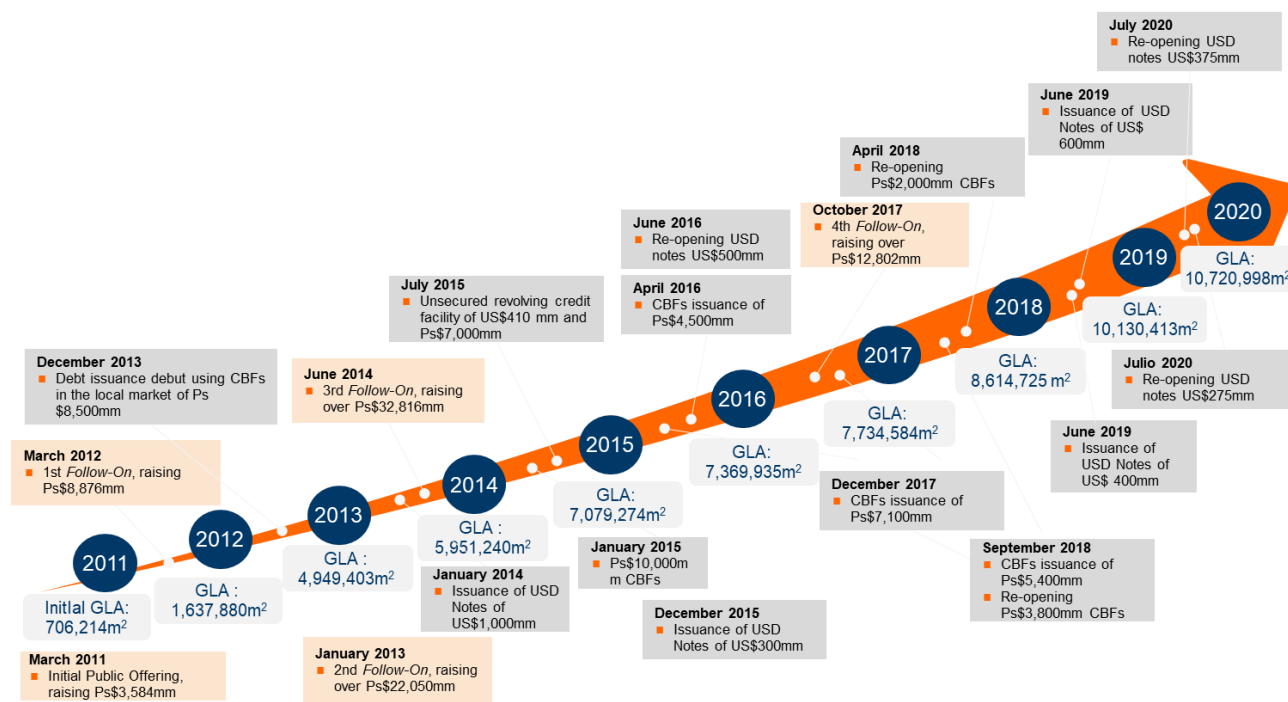 July 2020
Re-opening USD
notes US$375mm
June 2019
Issuance of USD
Notes of US$
600mm
April 2018
Re-opening
Ps$2,000mm CBFs
October 2017
4th Follow-On,
raising over
Ps$12,802mm
June 2016
Re-opening USD
notes US$500mm
April 2016
CBFs issuance of
Ps$4,500mm
July 2015
Unsecured revolving credit
facility of US$410 mm and
Ps$7,000mm
December 2013
Debt issuance debut using CBFs
in the local market of Ps
$8,500mm
June 2014
3rd Follow-On, raising
over Ps$32,816mm
March 2012
1st Follow-On, raising
Ps$8,876mm
2011
2012
2013
2014
2015
2016
2017
2018
2019
2020
InitIal GLA:
706,214m²
GLA :
1,637,880m²
GLA :
4,949,403m²
GLA :
5,951,240m²
GLA:
7,079,274m²
GLA:
7,369,935m²
GLA:
7,734,584m²
GLA:
8,614,725 m²
GLA:
10,130,413m²
GLA:
10,720,998m²
March 2011
Initial Public Offering,
raising Ps$3,584mm
January 2013
2nd Follow-On, raising
over Ps$22,050mm
January 2014
Issuance of USD
Notes of
US$1,000mm
January 2015
Ps$10,000m
m CBFs
December 2015
Issuance of USD
Notes of US$300mm
December 2017
CBFs issuance of
Ps$7,100mm
September 2018
CBFs issuance of
Ps$5,400mm
Re-opening
Ps$3,800mm CBFs
June 2019
Issuance of
USD Notes of
US$ 400mm
Julio 2020
Re-opening USD
notes US$275mm